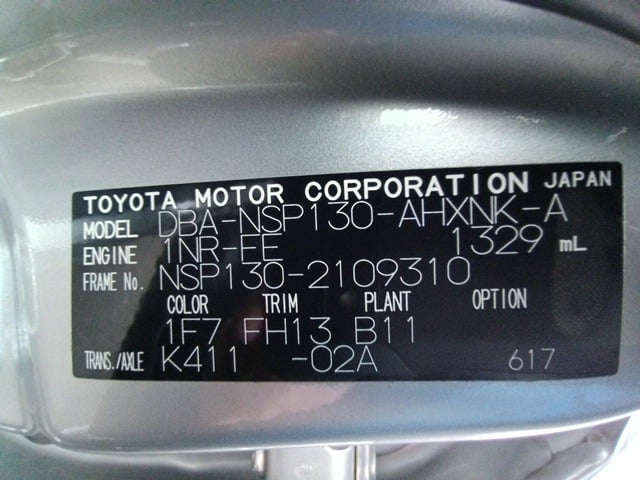 TOYOTA MOTOR CORPORATION JAPAN
MODEL DBA-NSP130-AHXNK-A
ENGINE 1NR-FE 1329 mL
FRAME No. NSP130-2109310
COLOR TRIM PLANT OPTION
1F7 FH13 B11
TRANS./AXLE K411 -02A 617